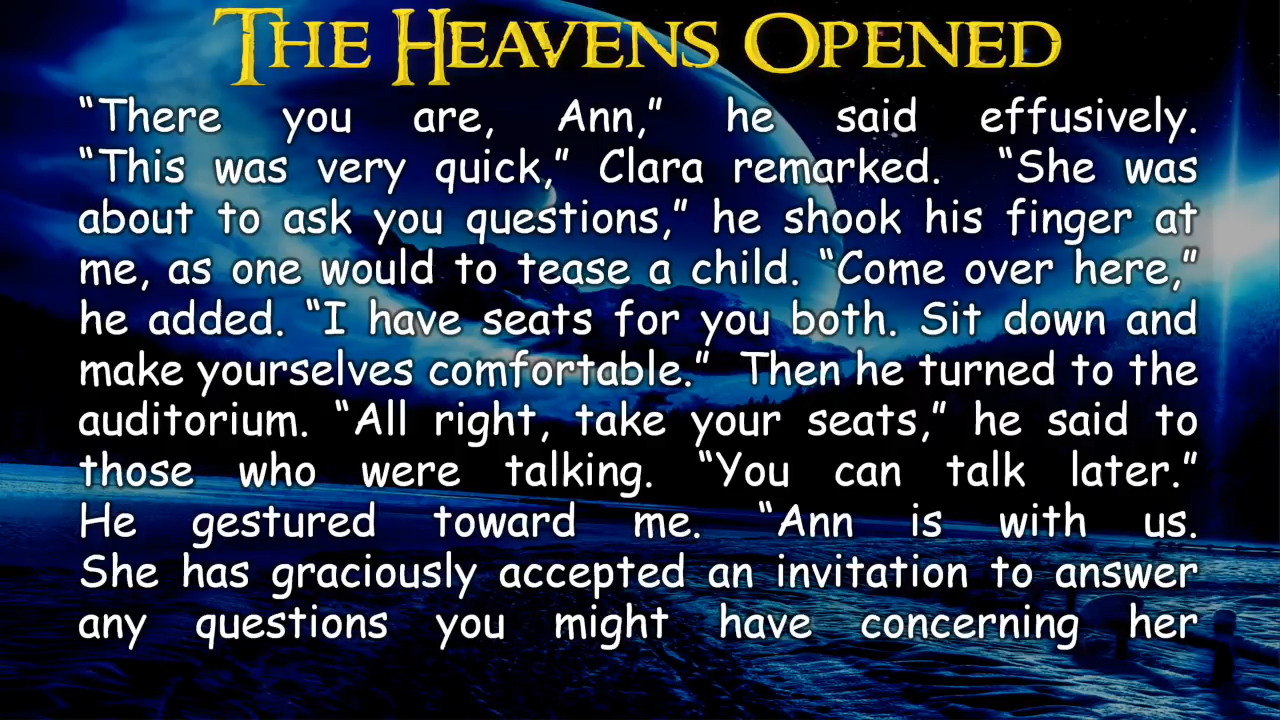 THE HEAVENS OPENED
“There you are, Ann,” he said effusively.
“This was very quick,” Clara remarked. “She was
about to ask you questions,” he shook his finger at
me, as one would to tease a child. “Come over here,”
he added. “I have seats for you both. Sit down and
make yourselves comfortable.” Then he turned to the
auditorium. “All right, take your seats,” he said to
those who were talking. “You can talk later.”
He gestured toward me. “Ann is with us.
She has graciously accepted an invitation to answer
any questions you might have concerning her